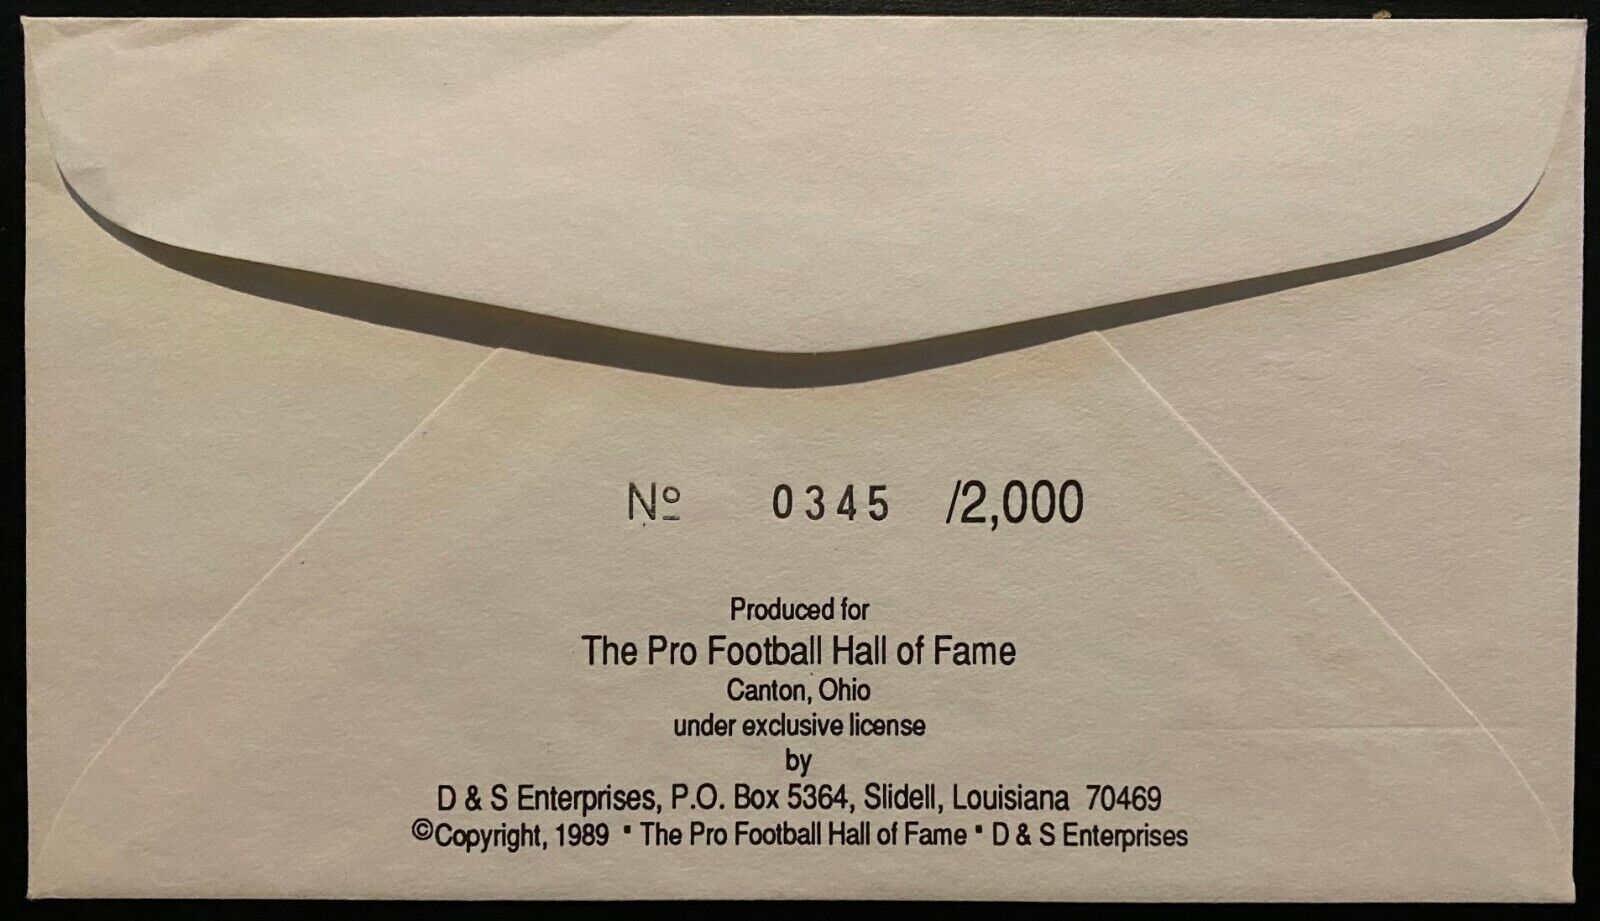 Nº 0345 /2,000
Produced for
The Pro Football Hall of Fame
Canton, Ohio
under exclusive license
by
D & S Enterprises, P.O. Box 5364, Slidell, Louisiana 70469
©Copyright, 1989 ▪ The Pro Football Hall of Fame ▪ D & S Enterprises